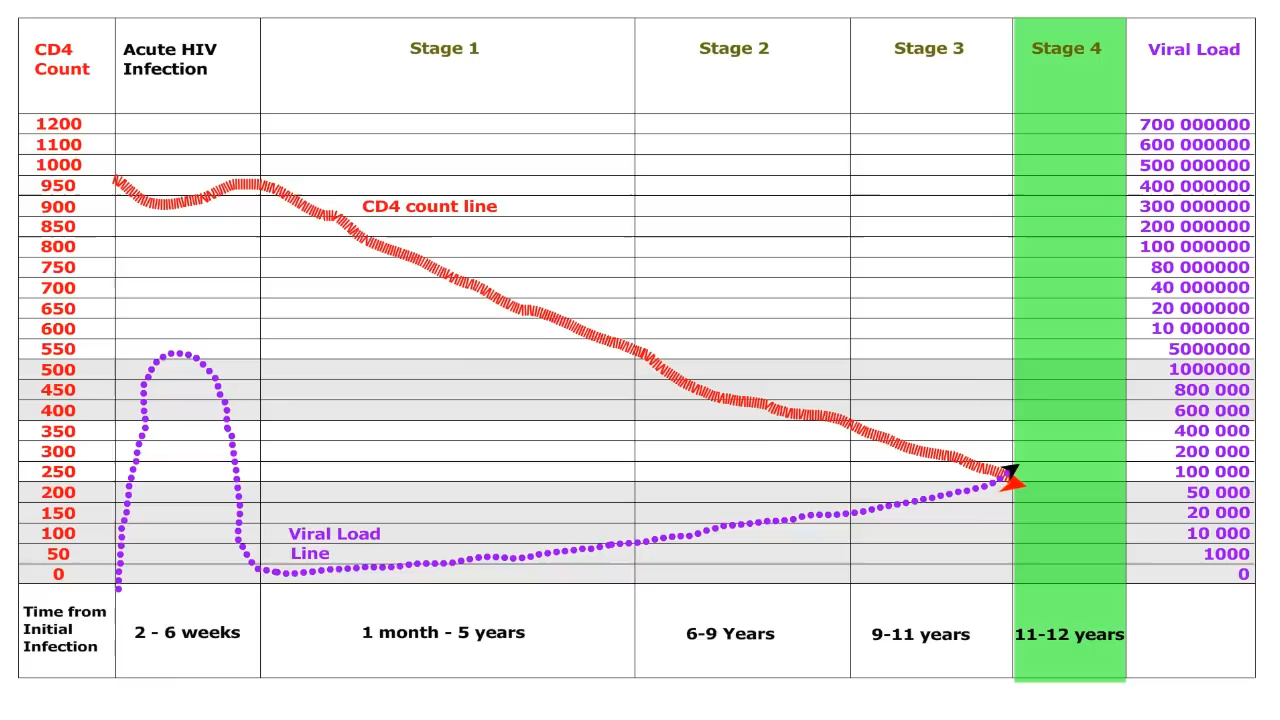 CD4
Count
Acute HIV
Infection
Stage 1
Stage 2
Stage 3
Stage 4
Viral Load
1200
700 000000
1100
600 000000
1000
500 000000
950
400 000000
900
CD4 count line
300 000000
850
200 000000
800
100 000000
750
80 000000
700
40 000000
650
20 000000
600
10 000000
550
5000000
500
1000000
450
800 000
400
600 000
350
400 000
300
200 000
250
100 000
200
50 000
150
20 000
100
Viral Load
10 000
50
Line
1000
0
0
Time from
Initial
Infection
2 - 6 weeks
1 month - 5 years
6-9 Years
9-11 years
11-12 years